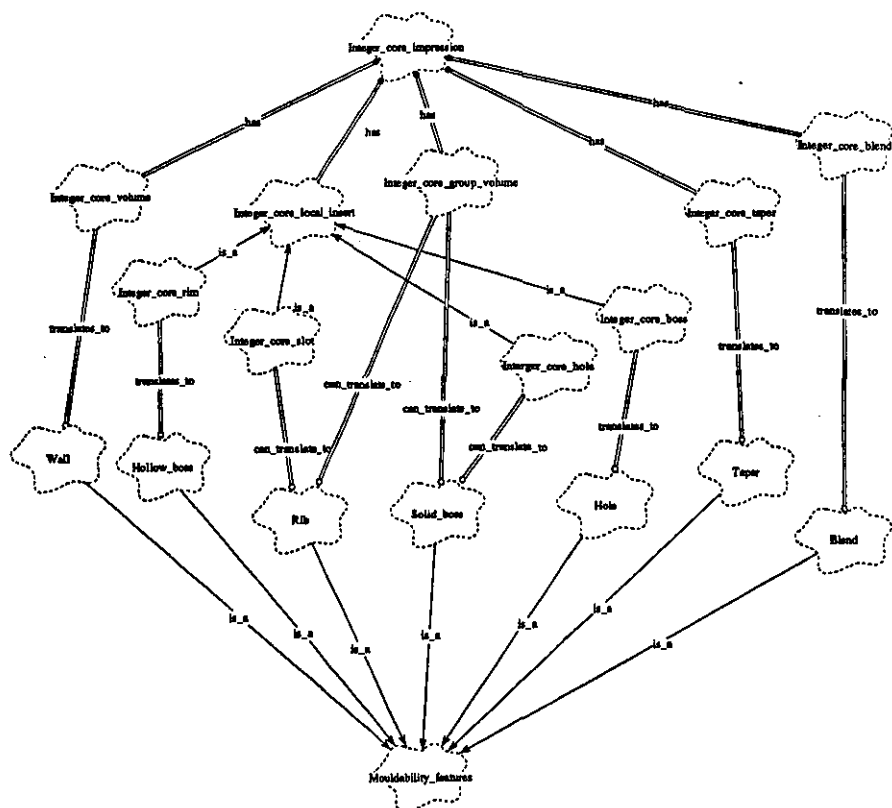 Integer_core_impression
has
has
has
has
has
Integer_core_blend
Integer_core_volume
Integer_core_local_insert
Integer_core_group_volume
Integer_core_taper
is_a
Integer_core_rim
is_a
is_a
Integer_core_boss
translates_to
Integer_core_slot
is_a
translates_to
translates_to
Interger_core_hole
translates_to
can_translate_to
can_translate_to
translates_to
can_translate_to
can_translate_to
Wall
Hollow_boss
Rib
Solid_boss
Hole
Taper
Blend
is_a
is_a
is_a
is_a
is_a
is_a
is_a
Mouldability_features